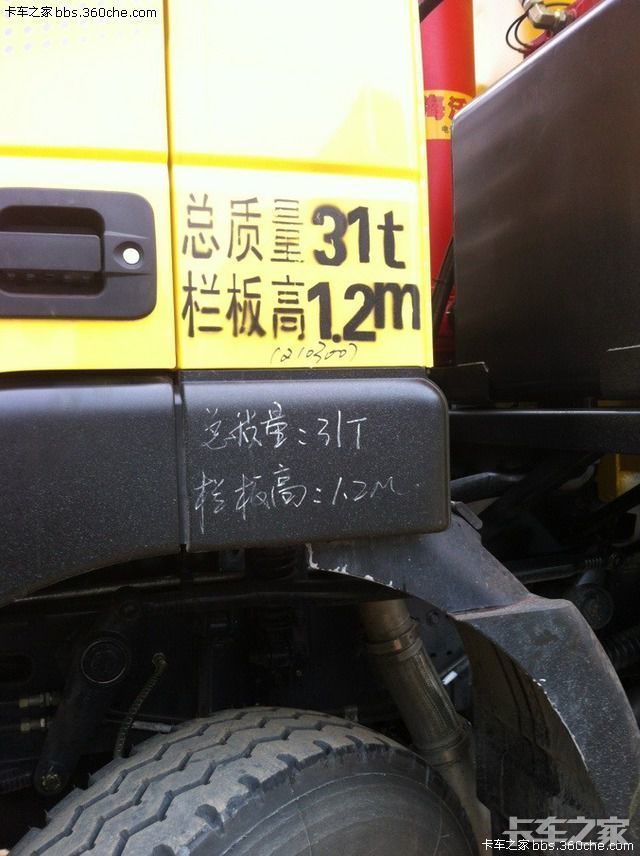 卡车之家 bbs.360che.com
海沃
总质量31t
栏板高1.2m
(210300)
总质量:31T
栏板高:1.2M
卡车之家
卡车之家 bbs.360che.com